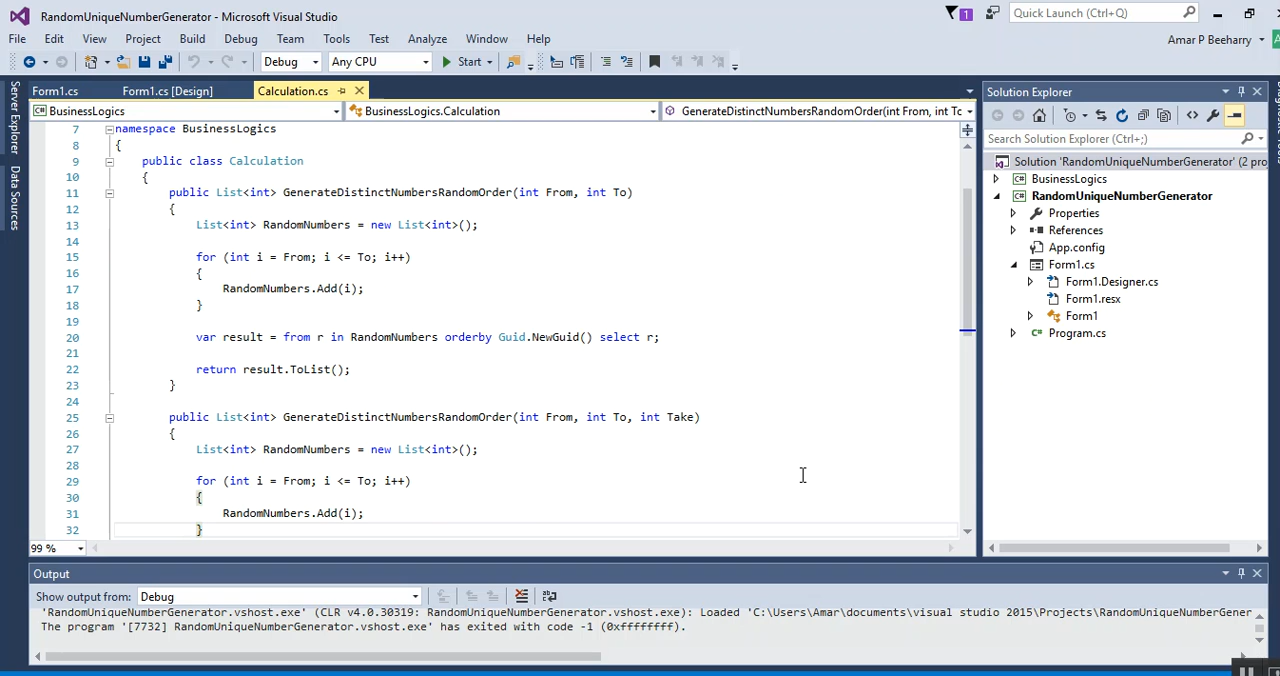 RandomUniqueNumberGenerator - Microsoft Visual Studio
1
Quick Launch (Ctrl+Q)
File Edit View Project Build Debug Team Tools Test Analyze Window Help
Amar P Beeharry
Debug Any CPU Start
Server Explorer
Data Sources
Form1.cs Form1.cs [Design] Calculation.cs
BusinessLogics BusinessLogics.Calculation GenerateDistinctNumbersRandomOrder(int From, int Tc
7 namespace BusinessLogics
8 {
9 public class Calculation
10 {
11 public List<int> GenerateDistinctNumbersRandomOrder(int From, int To)
12 {
13 List<int> RandomNumbers = new List<int>();
14
15 for (int i = From; i <= To; i++)
16 {
17 RandomNumbers.Add(i);
18 }
19
20 var result = from r in RandomNumbers orderby Guid.NewGuid() select r;
21
22 return result.ToList();
23 }
24
25 public List<int> GenerateDistinctNumbersRandomOrder(int From, int To, int Take)
26 {
27 List<int> RandomNumbers = new List<int>();
28
29 for (int i = From; i <= To; i++)
30 {
31 RandomNumbers.Add(i);
32 }
99 %
Solution Explorer
Search Solution Explorer (Ctrl+;)
Solution 'RandomUniqueNumberGenerator' (2 pro
C# BusinessLogics
C# RandomUniqueNumberGenerator
Properties
References
App.config
Form1.cs
Form1.Designer.cs
Form1.resx
Form1
C# Program.cs
Output
Show output from: Debug
'RandomUniqueNumberGenerator.vshost.exe' (CLR v4.0.30319: RandomUniqueNumberGenerator.vshost.exe): Loaded 'C:\Users\Amar\documents\visual studio 2015\Projects\RandomUniqueNumberGener
The program '[7732] RandomUniqueNumberGenerator.vshost.exe' has exited with code -1 (0xffffffff).